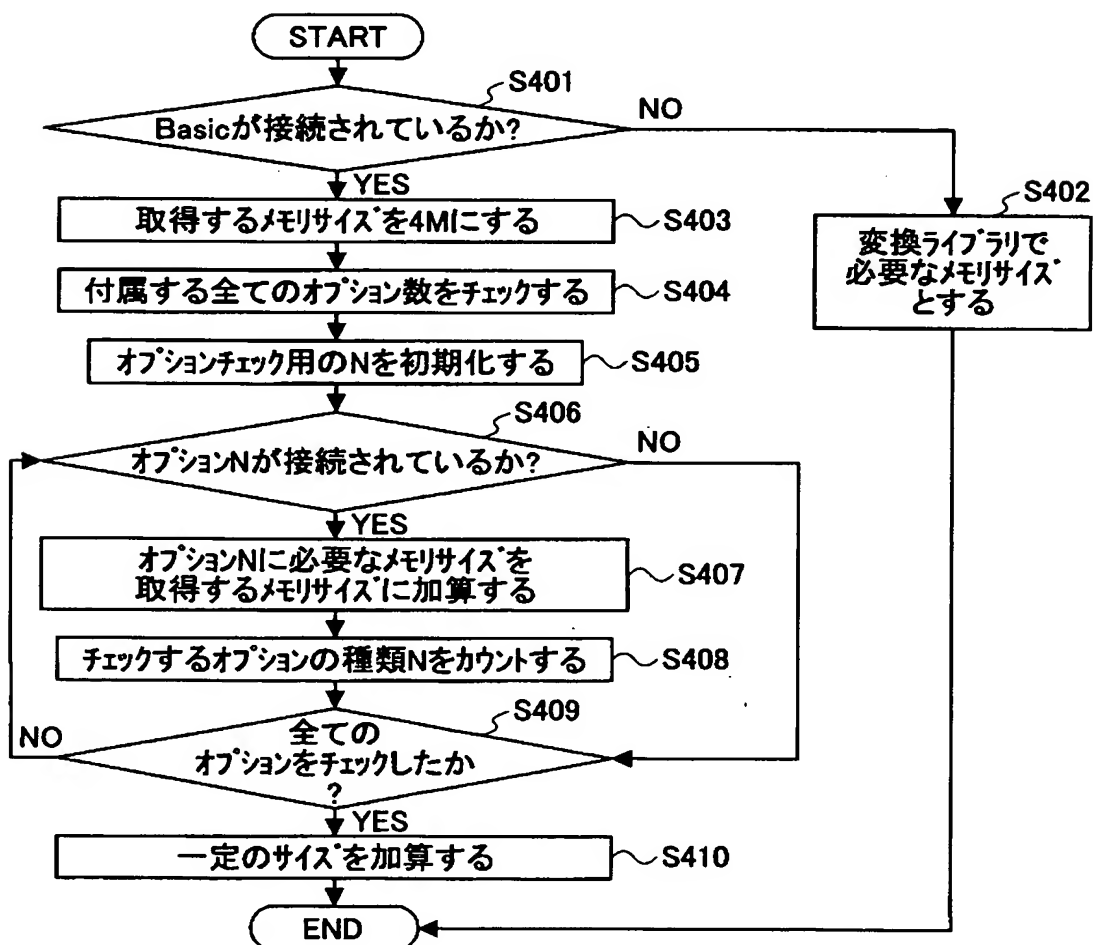 START
S401
Basicが接続されているか?
NO
YES
取得するメモリサイズを4Mにする
S403
S402
変換ライブラリで
必要なメモリサイズ
とする
付属する全てのオプション数をチェックする
S404
オプションチェック用のNを初期化する
S405
S406
オプションNが接続されているか?
NO
YES
オプションNに必要なメモリサイズを
取得するメモリサイズに加算する
S407
チェックするオプションの種類Nをカウントする
S408
S409
全ての
オプションをチェックしたか
?
NO
YES
一定のサイズを加算する
S410
END